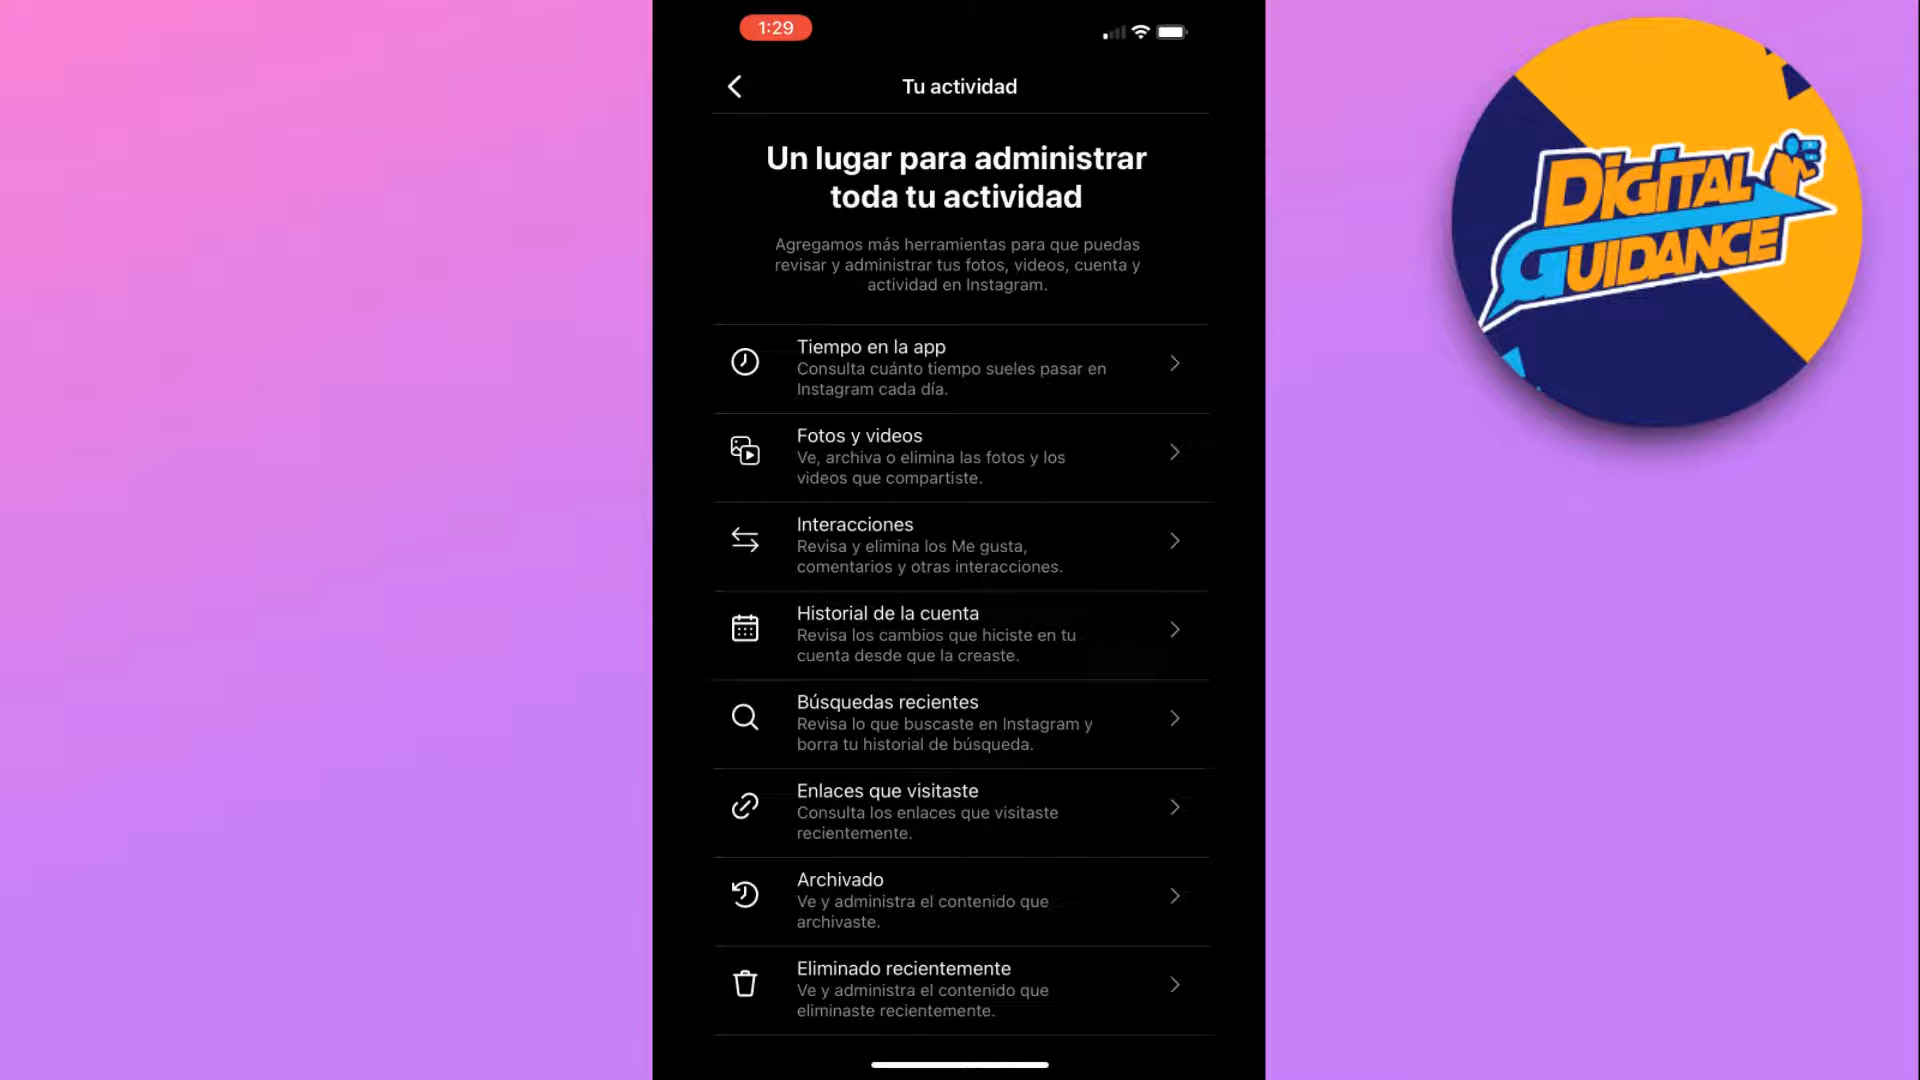 1:29
Tu actividad
Un lugar para administrar
toda tu actividad
Agregamos más herramientas para que puedas
revisar y administrar tus fotos, videos, cuenta y
actividad en Instagram.
Tiempo en la app
Consulta cuánto tiempo sueles pasar en
Instagram cada día.
Fotos y videos
Ve, archiva o elimina las fotos y los
videos que compartiste.
Interacciones
Revisa y elimina los Me gusta,
comentarios y otras interacciones.
Historial de la cuenta
Revisa los cambios que hiciste en tu
cuenta desde que la creaste.
Búsquedas recientes
Revisa lo que buscaste en Instagram y
borra tu historial de búsqueda.
Enlaces que visitaste
Consulta los enlaces que visitaste
recientemente.
Archivado
Ve y administra el contenido que
archivaste.
Eliminado recientemente
Ve y administra el contenido que
eliminaste recientemente.
DIGITAL
GUIDANCE